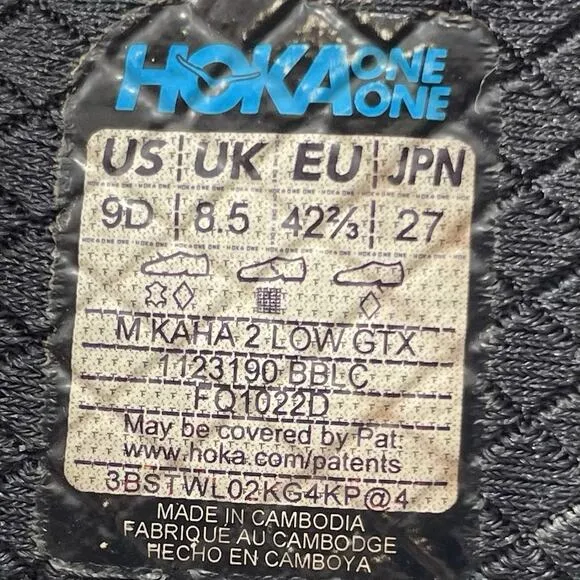 HOKA ONE ONE
US UK EU JPN
9D 8.5 42⅔ 27
M KAHA 2 LOW GTX
1123190 BBLC
FQ1022D
May be covered by Pat:
www.hoka.com/patents
3BSTWL02KG4KP@4
MADE IN CAMBODIA
FABRIQUE AU CAMBODGE
HECHO EN CAMBOYA